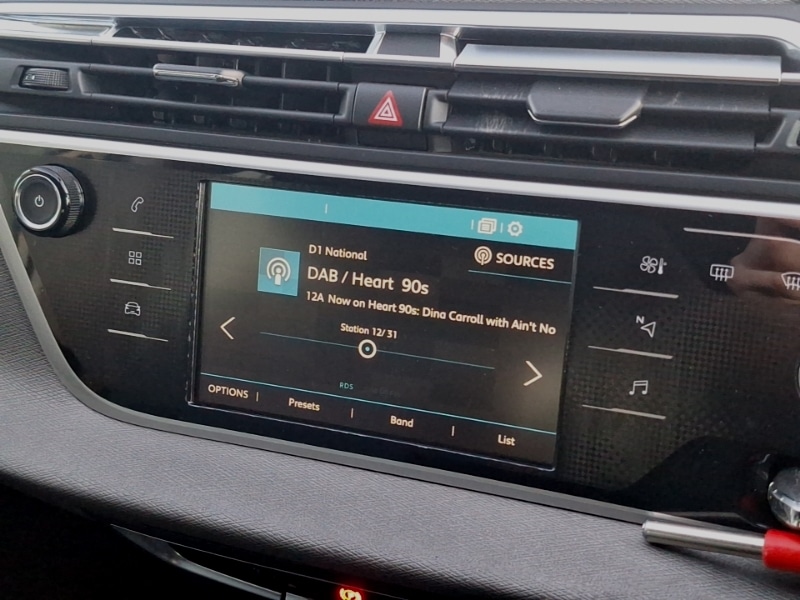 D1 National
SOURCES
DAB / Heart 90s
12A Now on Heart 90s: Dina Carroll with Ain't No
Station 12/31
RDS
OPTIONS
Presets
Band
List
N